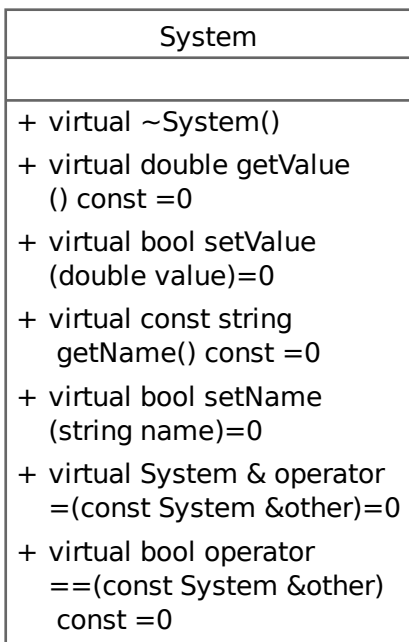 System
+ virtual ~System()
+ virtual double getValue
() const =0
+ virtual bool setValue
(double value)=0
+ virtual const string
getName() const =0
+ virtual bool setName
(string name)=0
+ virtual System & operator
=(const System &other)=0
+ virtual bool operator
==(const System &other)
const =0